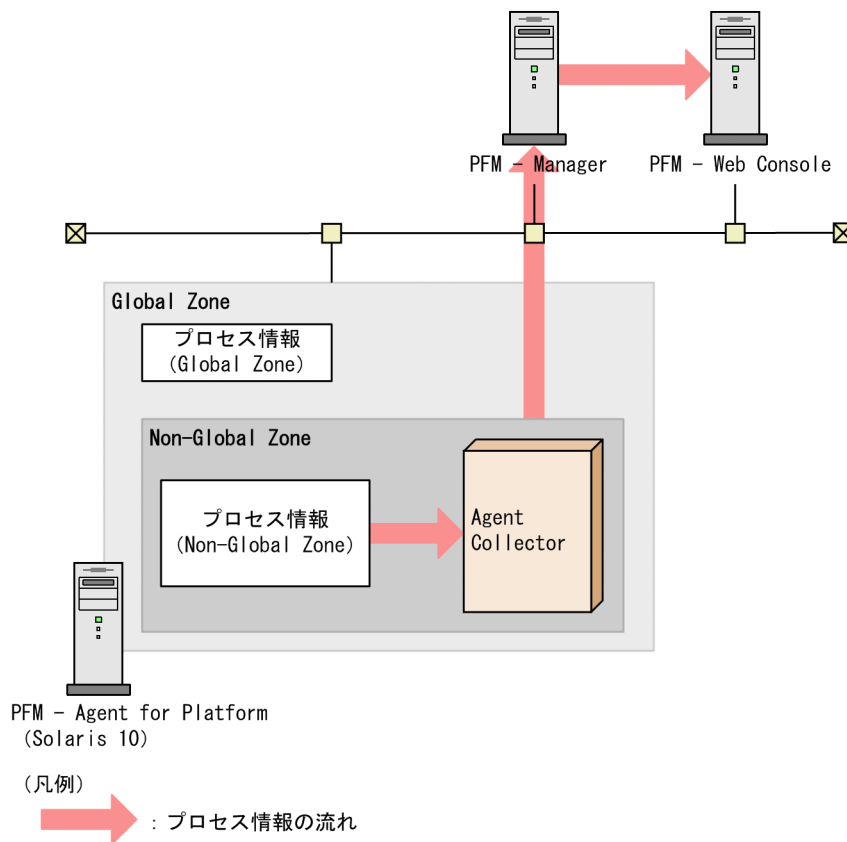 PFM - Manager
PFM - Web Console
Global Zone
プロセス情報
(Global Zone)
Non-Global Zone
プロセス情報
(Non-Global Zone)
Agent
Collector
PFM - Agent for Platform
(Solaris 10)
(凡例)
: プロセス情報の流れ